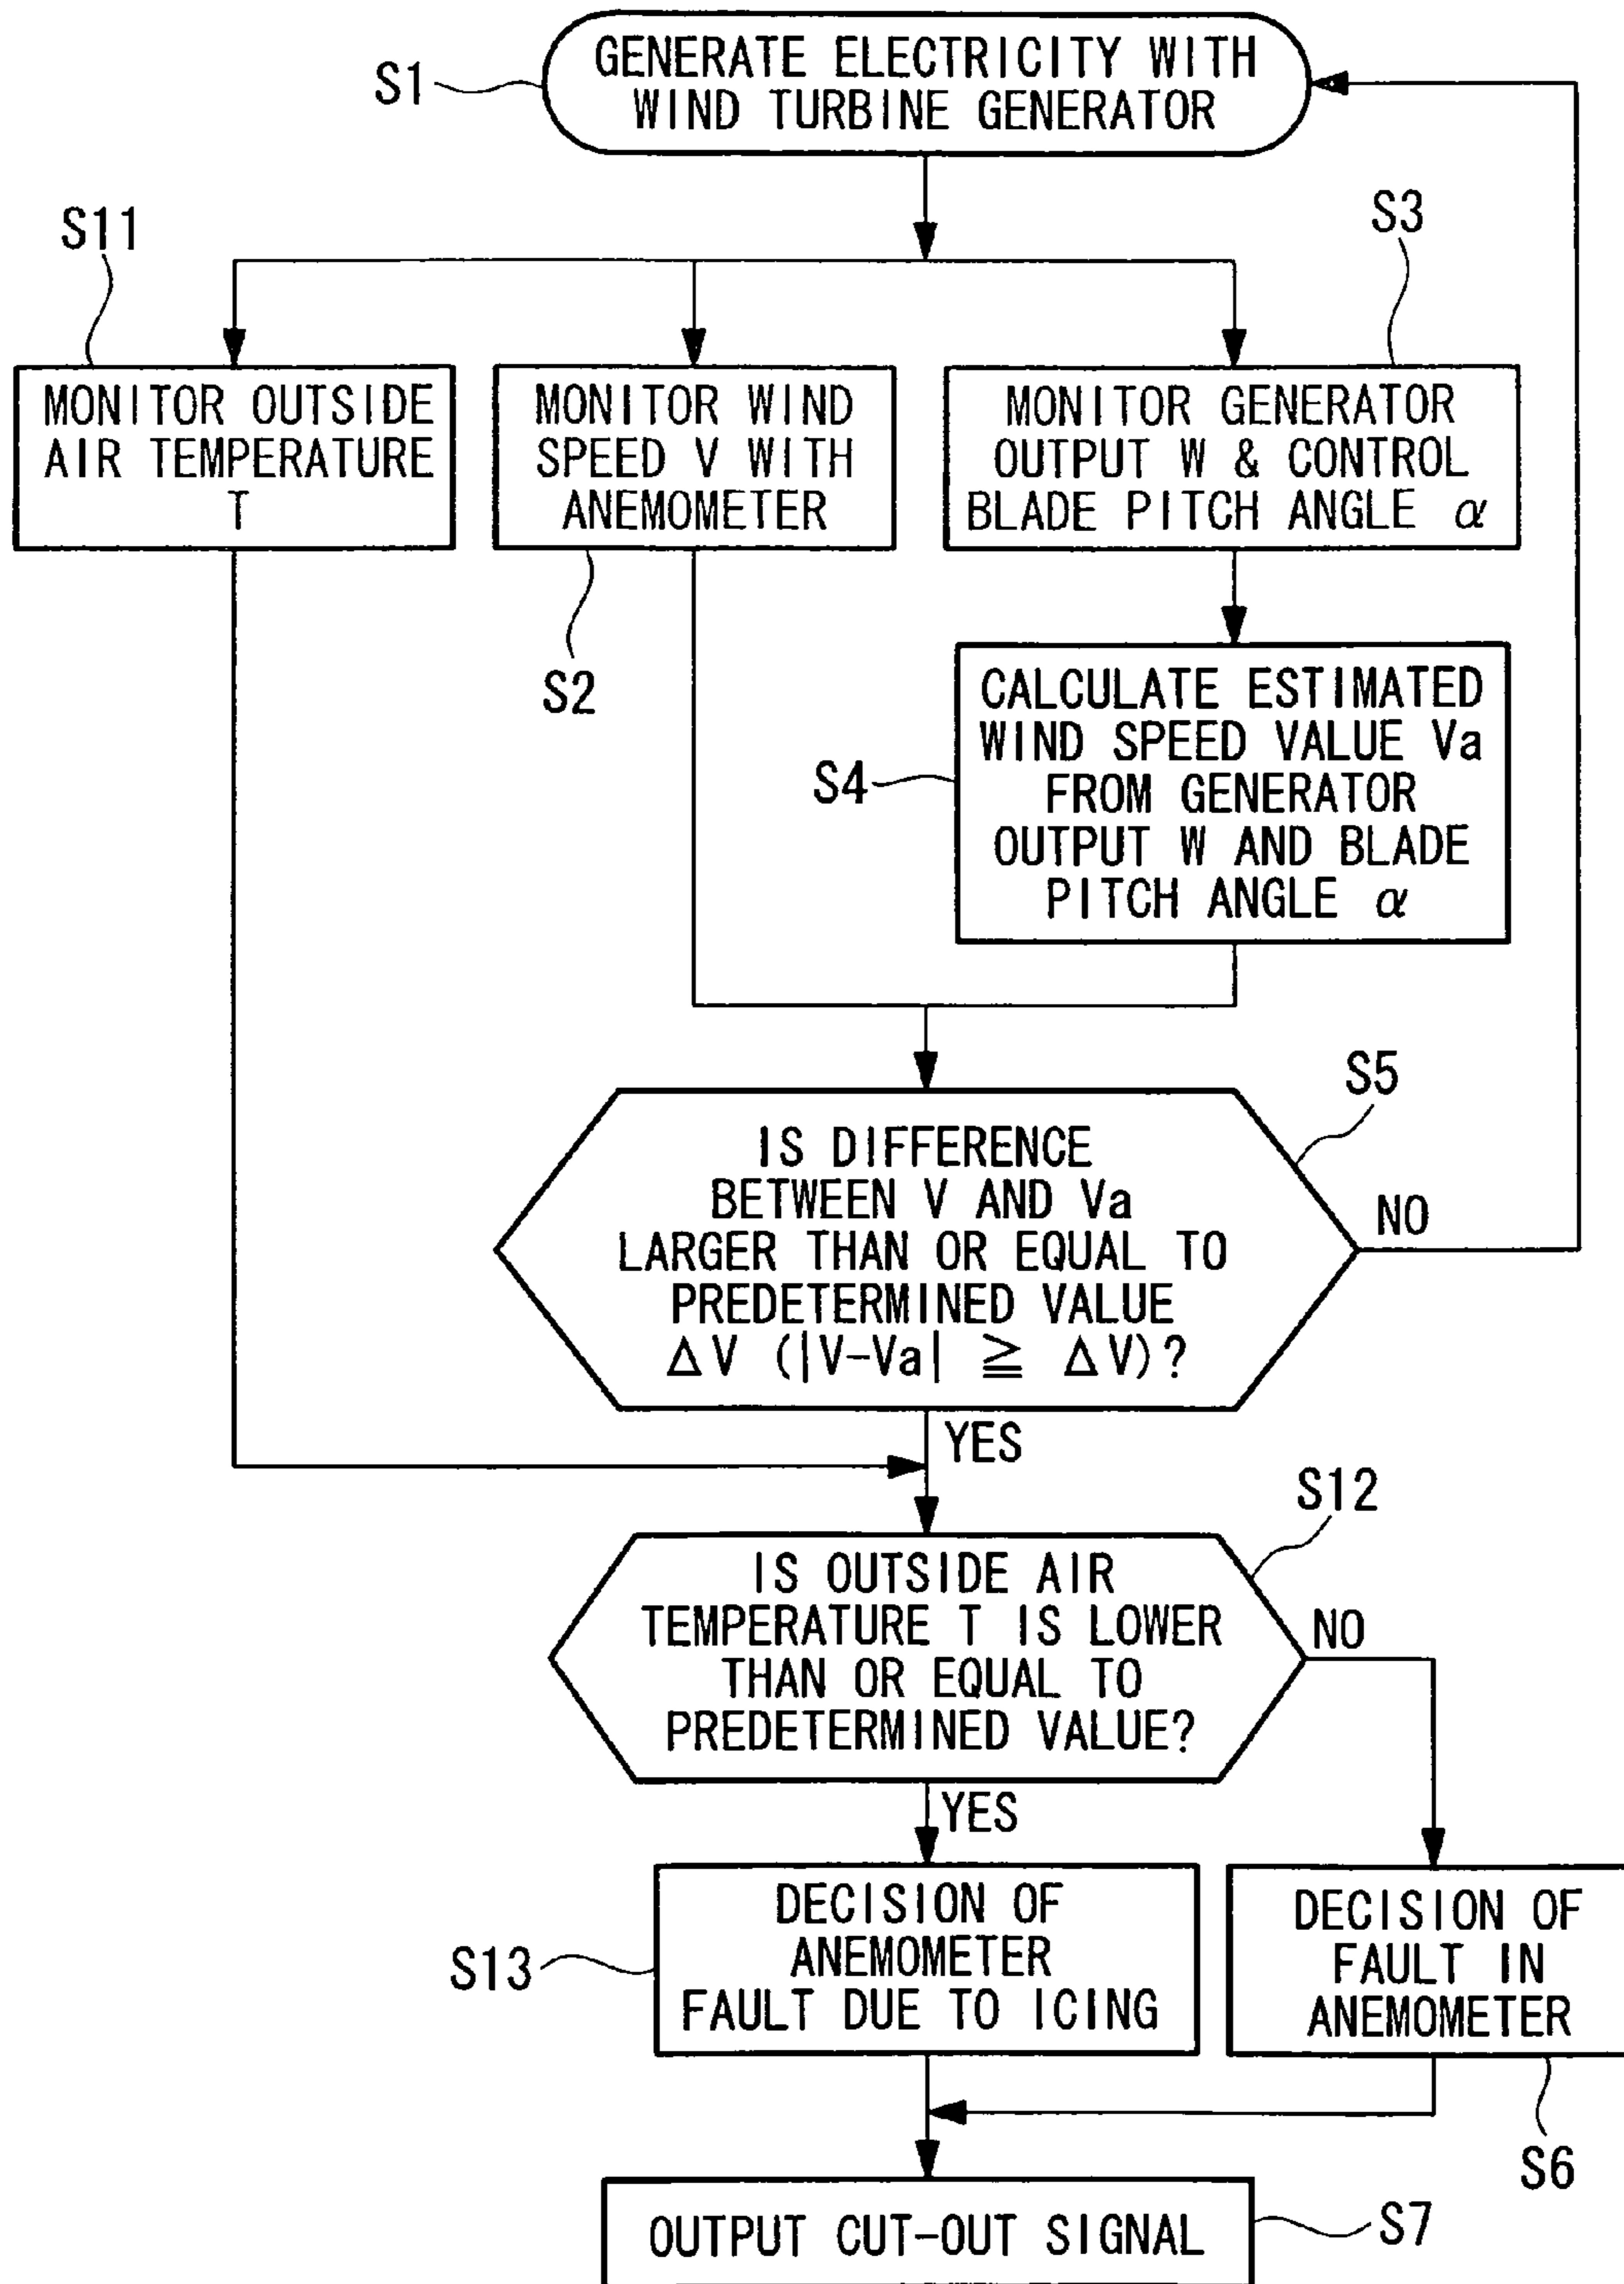 S1
GENERATE ELECTRICITY WITH
WIND TURBINE GENERATOR
S11
S3
MONITOR OUTSIDE
AIR TEMPERATURE
T
MONITOR WIND
SPEED V WITH
ANEMOMETER
MONITOR GENERATOR
OUTPUT W & CONTROL
BLADE PITCH ANGLE α
S2
S4
CALCULATE ESTIMATED
WIND SPEED VALUE Va
FROM GENERATOR
OUTPUT W AND BLADE
PITCH ANGLE α
S5
IS DIFFERENCE
BETWEEN V AND Va
LARGER THAN OR EQUAL TO
PREDETERMINED VALUE
ΔV (|V-Va| ≧ ΔV)?
NO
YES
S12
IS OUTSIDE AIR
TEMPERATURE T IS LOWER
THAN OR EQUAL TO
PREDETERMINED VALUE?
NO
YES
S13
DECISION OF
ANEMOMETER
FAULT DUE TO ICING
DECISION OF
FAULT IN
ANEMOMETER
S6
OUTPUT CUT-OUT SIGNAL
S7